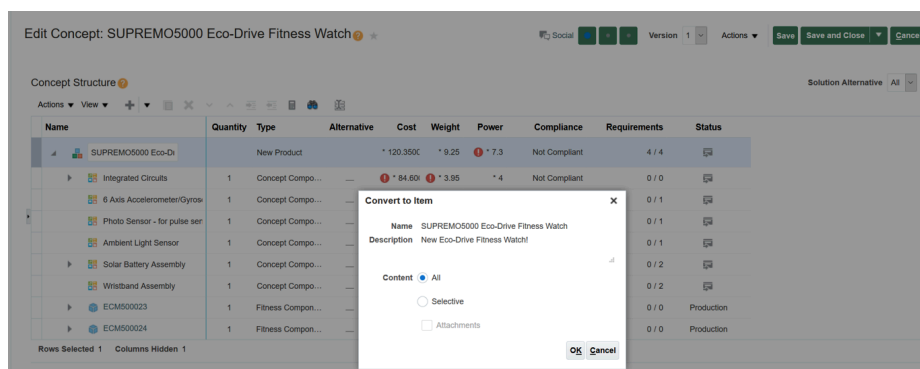 Edit Concept: SUPREMO5000 Eco-Drive Fitness Watch
Social Version 1 Actions Save Save and Close Cance
Concept Structure
Solution Alternative All
Actions View
Name Quantity Type Alternative Cost Weight Power Compliance Requirements Status
SUPREMO5000 Eco-Dr New Product * 120.350 * 9.25 * 7.3 Not Compliant 4 / 4
Integrated Circuits 1 Concept Compo... ... * 84.60 * 3.95 * 4 Not Compliant 0 / 0
6 Axis Accelerometer/Gyros 1 Concept Compo... ... 0 / 1
Photo Sensor - for pulse sen 1 Concept Compo... ... 0 / 1
Ambient Light Sensor 1 Concept Compo... ... 0 / 1
Solar Battery Assembly 1 Concept Compo... ... 0 / 2
Wristband Assembly 1 Concept Compo... ... 0 / 2
ECM500023 1 Fitness Compon... ... 0 / 0 Production
ECM500024 1 Fitness Compon... ... 0 / 0 Production
Rows Selected 1 Columns Hidden 1
Convert to Item
Name SUPREMO5000 Eco-Drive Fitness Watch
Description New Eco-Drive Fitness Watch!
Content All
Selective
Attachments
OK Cancel